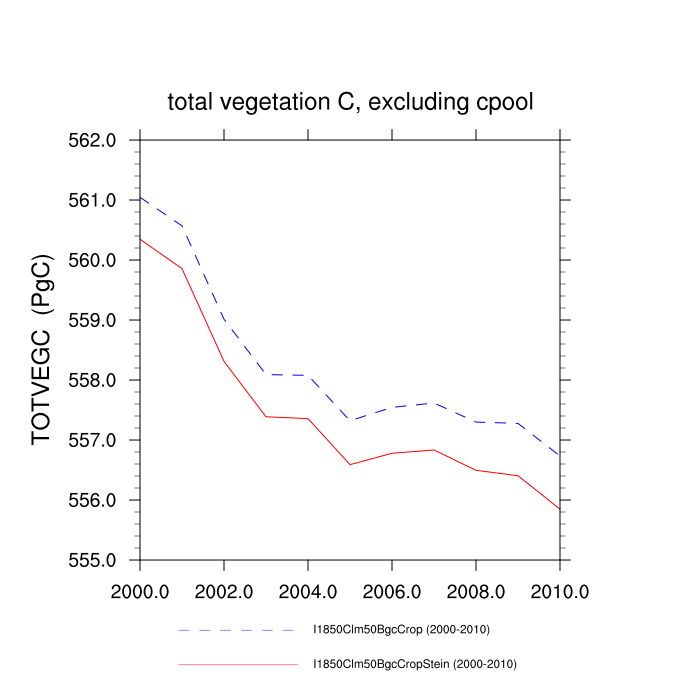 total vegetation C, excluding cpool
TOTVEGC (PgC)
562.0
561.0
560.0
559.0
558.0
557.0
556.0
555.0
2000.0 2002.0 2004.0 2006.0 2008.0 2010.0
I1850Clm50BgcCrop (2000-2010)
I1850Clm50BgcCropStein (2000-2010)